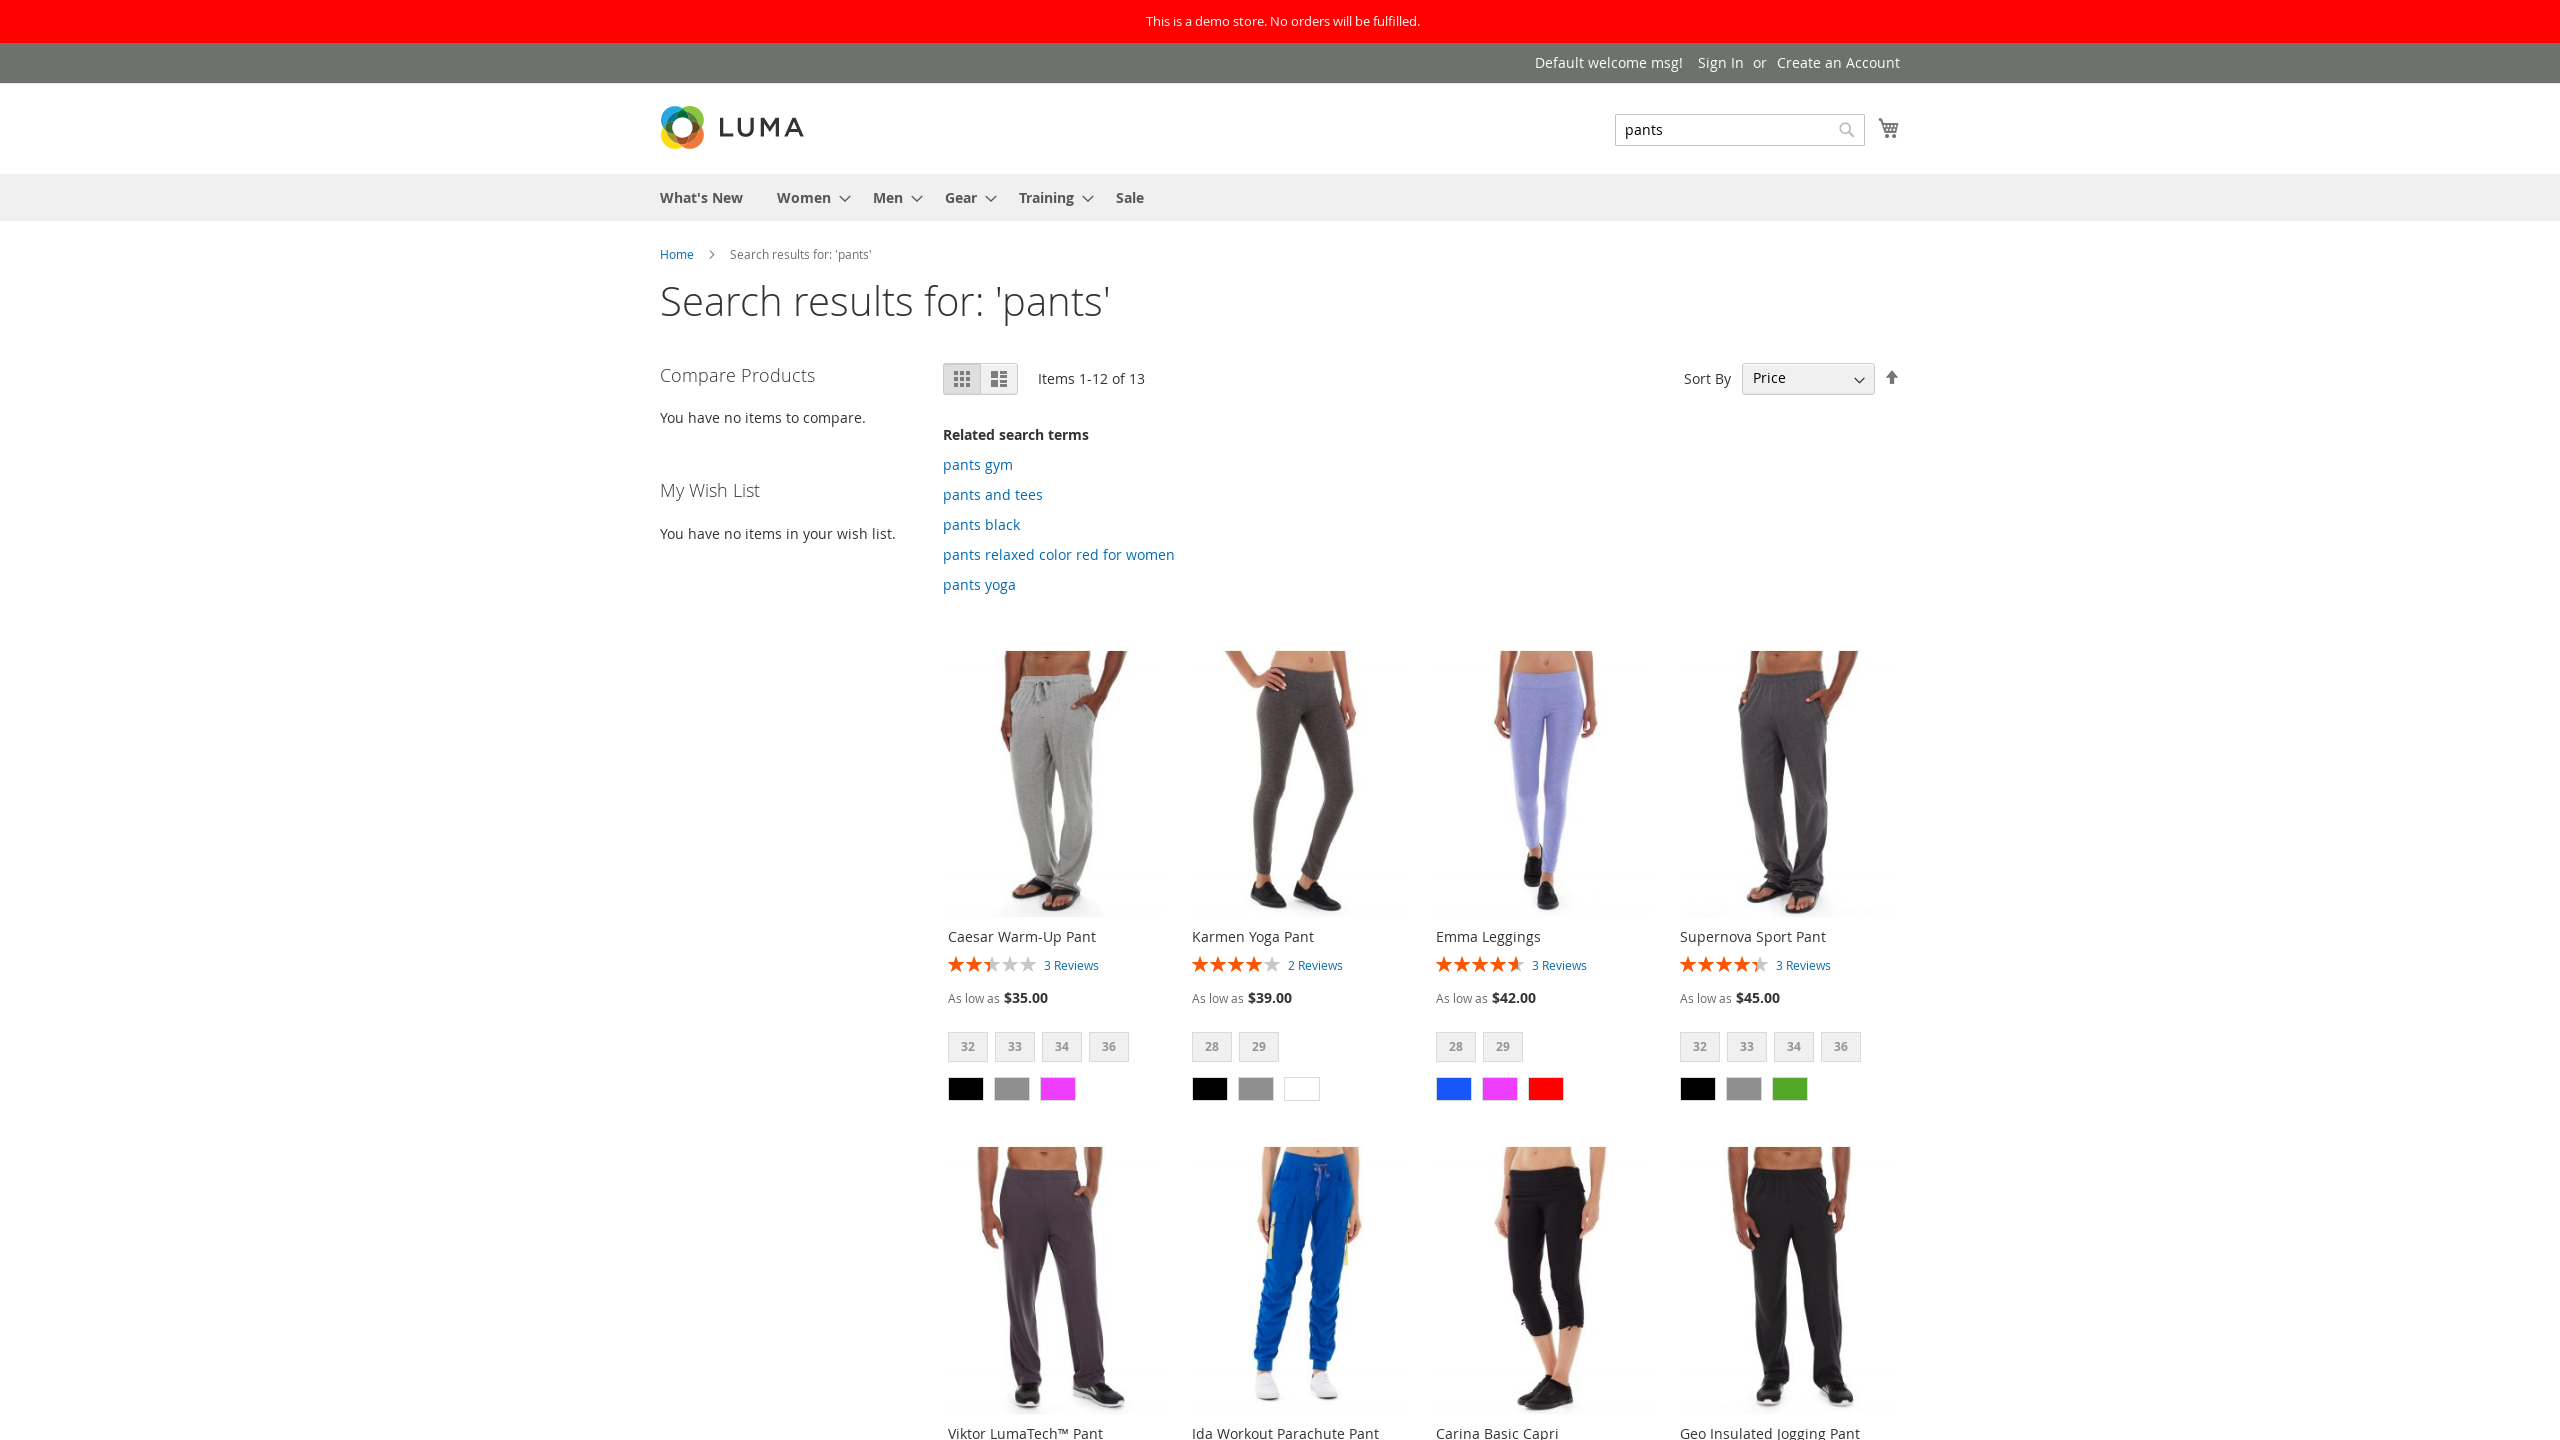 This is a demo store. No orders will be fulfilled.
Default welcome msg! Sign In or Create an Account
LUMA
pants
What's New Women Men Gear Training Sale
Home Search results for: 'pants'
Search results for: 'pants'
Compare Products
You have no items to compare.
My Wish List
You have no items in your wish list.
Items 1-12 of 13
Sort By Price
Related search terms
pants gym
pants and tees
pants black
pants relaxed color red for women
pants yoga
Caesar Warm-Up Pant
3 Reviews
As low as $35.00
32 33 34 36
Karmen Yoga Pant
2 Reviews
As low as $39.00
28 29
Emma Leggings
3 Reviews
As low as $42.00
28 29
Supernova Sport Pant
3 Reviews
As low as $45.00
32 33 34 36
Viktor LumaTech™ Pant
Ida Workout Parachute Pant
Carina Basic Capri
Geo Insulated Jogging Pant